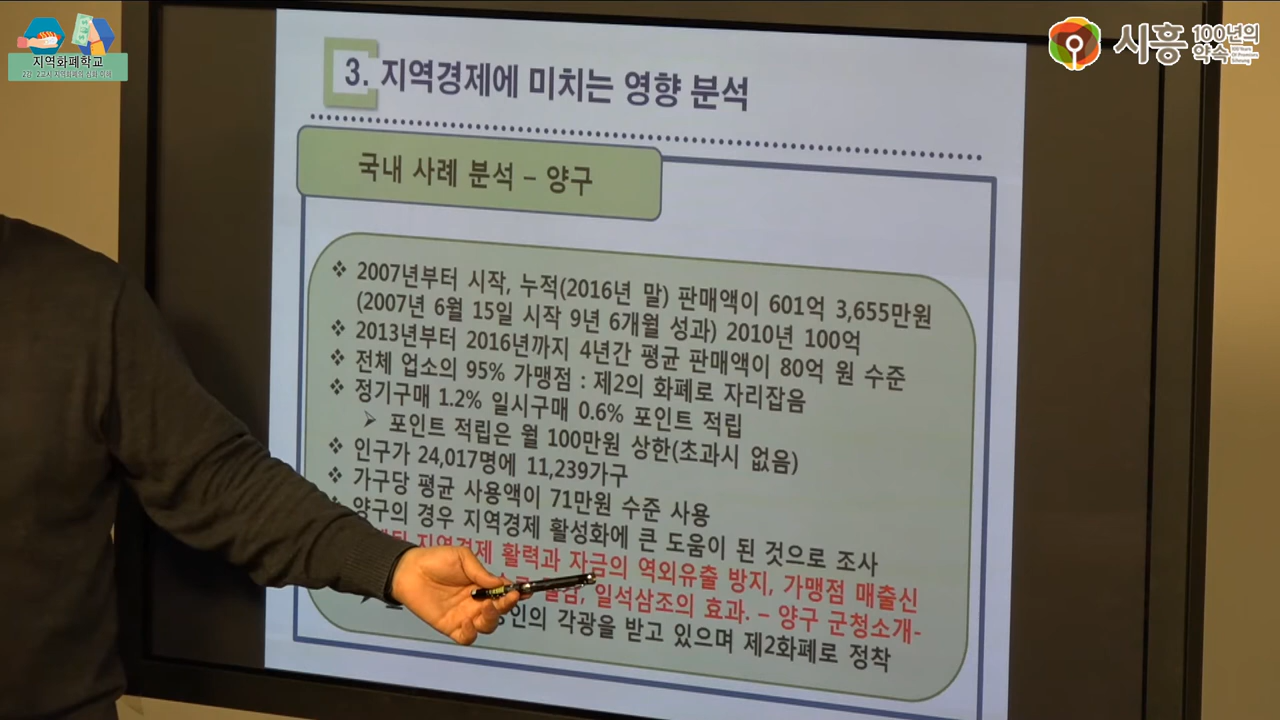 지역화폐학교
2강. 2교시 지역화폐의 심화 이해
시흥
100년의
약속
3. 지역경제에 미치는 영향 분석
국내 사례 분석 – 양구
❖ 2007년부터 시작, 누적(2016년 말) 판매액이 601억 3,655만원
(2007년 6월 15일 시작 9년 6개월 성과) 2010년 100억
❖ 2013년부터 2016년까지 4년간 평균 판매액이 80억 원 수준
❖ 전체 업소의 95% 가맹점 : 제2의 화폐로 자리잡음
❖ 정기구매 1.2% 일시구매 0.6% 포인트 적립
➢ 포인트 적립은 월 100만원 상한(초과시 없음)
❖ 인구가 24,017명에 11,239가구
❖ 가구당 평균 사용액이 71만원 수준 사용
양구의 경우 지역경제 활성화에 큰 도움이 된 것으로 조사
지역경제 활력과 자금의 역외유출 방지, 가맹점 매출신
일석삼조의 효과. – 양구 군청소개-
각광을 받고 있으며 제2화폐로 정착